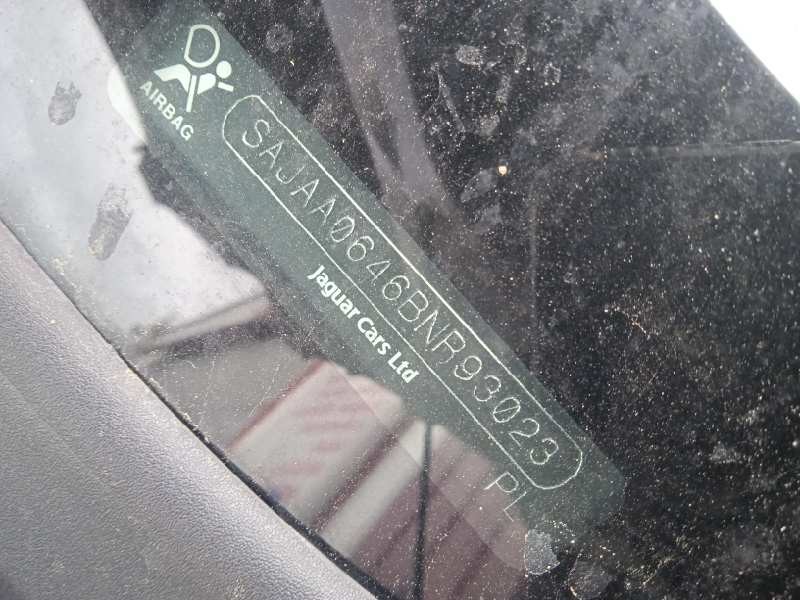 AIRBAG
SAJAA0646BNR93023
Jaguar Cars Ltd
PL